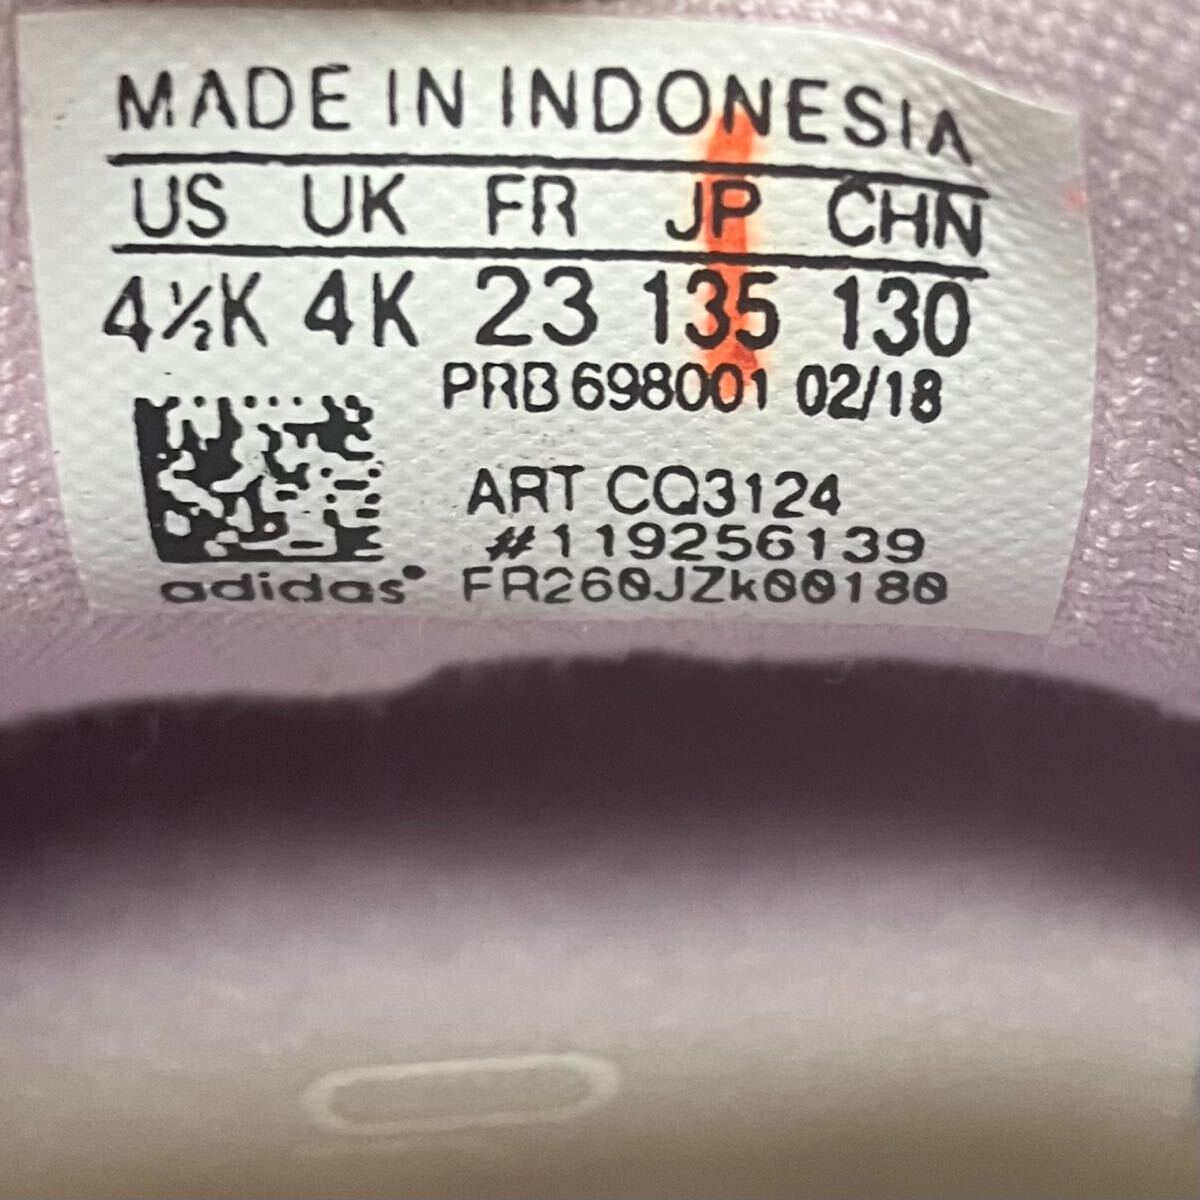 MADE IN INDONESIA
US UK FR JP CHN
4½K 4K 23 135 130
PRB 698001 02/18
ART CQ3124
#119256139
adidas FR260JZk00180